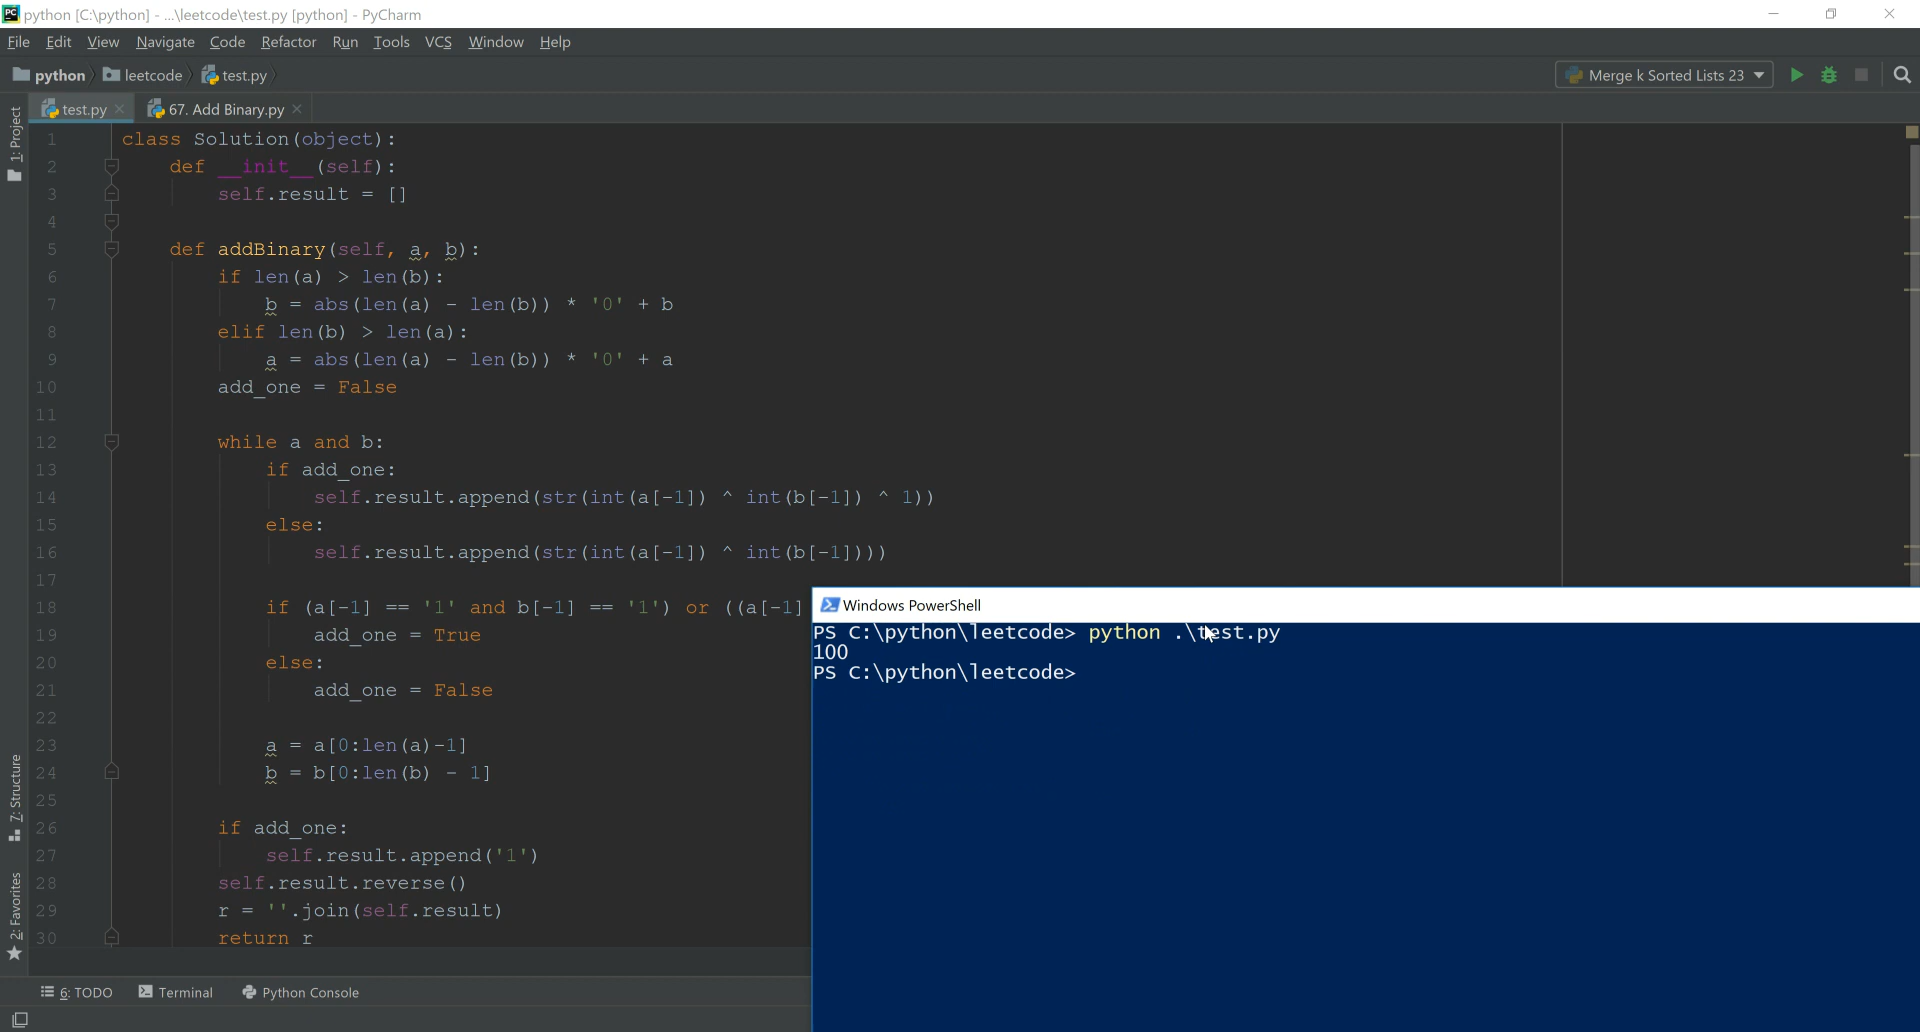 python [C:\python] - ...\leetcode\test.py [python] - PyCharm
File Edit View Navigate Code Refactor Run Tools VCS Window Help
python leetcode test.py Merge k Sorted Lists 23
test.py 67. Add Binary.py
1: Project
7: Structure
2: Favorites
1 class Solution(object):
2 def __init__(self):
3 self.result = []
4
5 def addBinary(self, a, b):
6 if len(a) > len(b):
7 b = abs(len(a) - len(b)) * '0' + b
8 elif len(b) > len(a):
9 a = abs(len(a) - len(b)) * '0' + a
10 add_one = False
11
12 while a and b:
13 if add_one:
14 self.result.append(str(int(a[-1]) ^ int(b[-1]) ^ 1))
15 else:
16 self.result.append(str(int(a[-1]) ^ int(b[-1])))
17
18 if (a[-1] == '1' and b[-1] == '1') or ((a[-1]
19 add_one = True
20 else:
21 add_one = False
22
23 a = a[0:len(a)-1]
24 b = b[0:len(b) - 1]
25
26 if add_one:
27 self.result.append('1')
28 self.result.reverse()
29 r = ''.join(self.result)
30 return r
Windows PowerShell
PS C:\python\leetcode> python .\test.py
100
PS C:\python\leetcode>
6: TODO Terminal Python Console